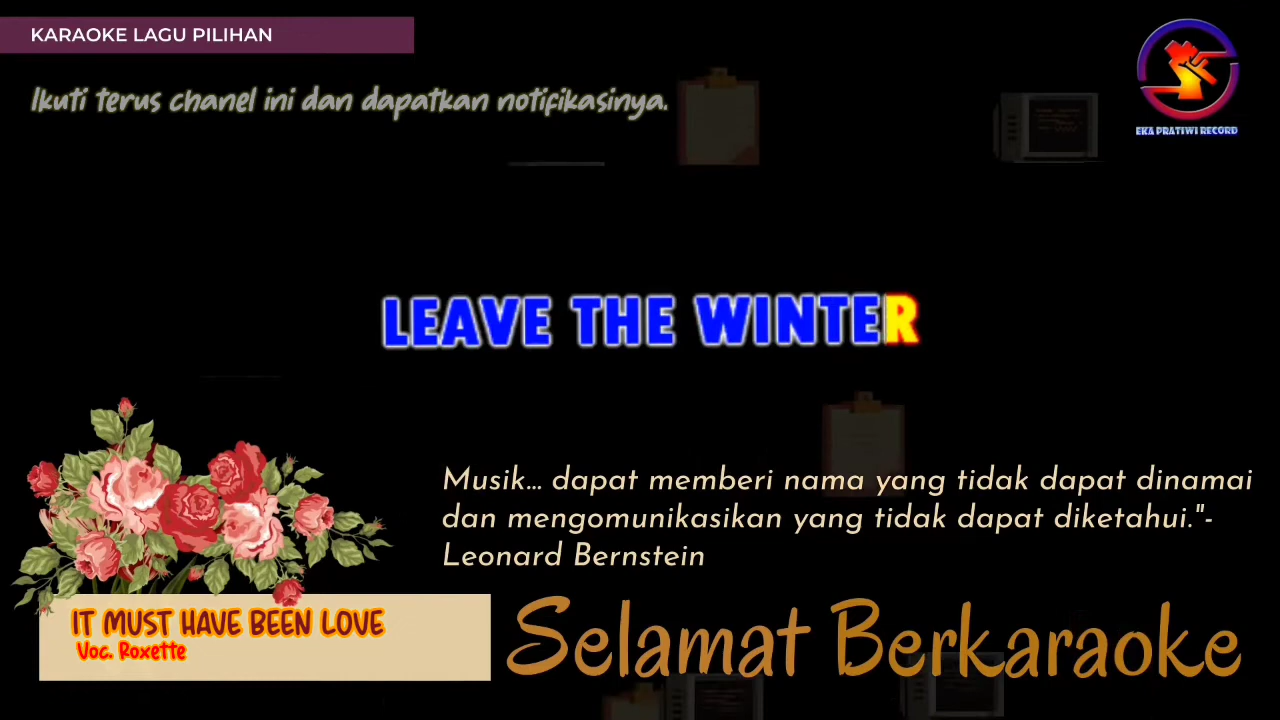 KARAOKE LAGU PILIHAN
Ikuti terus chanel ini dan dapatkan notifikasinya.
EKA PRATIWI RECORD
LEAVE THE WINTER
Musik... dapat memberi nama yang tidak dapat dinamai
dan mengomunikasikan yang tidak dapat diketahui."-
Leonard Bernstein
IT MUST HAVE BEEN LOVE
Voc. Roxette
Selamat Berkaraoke